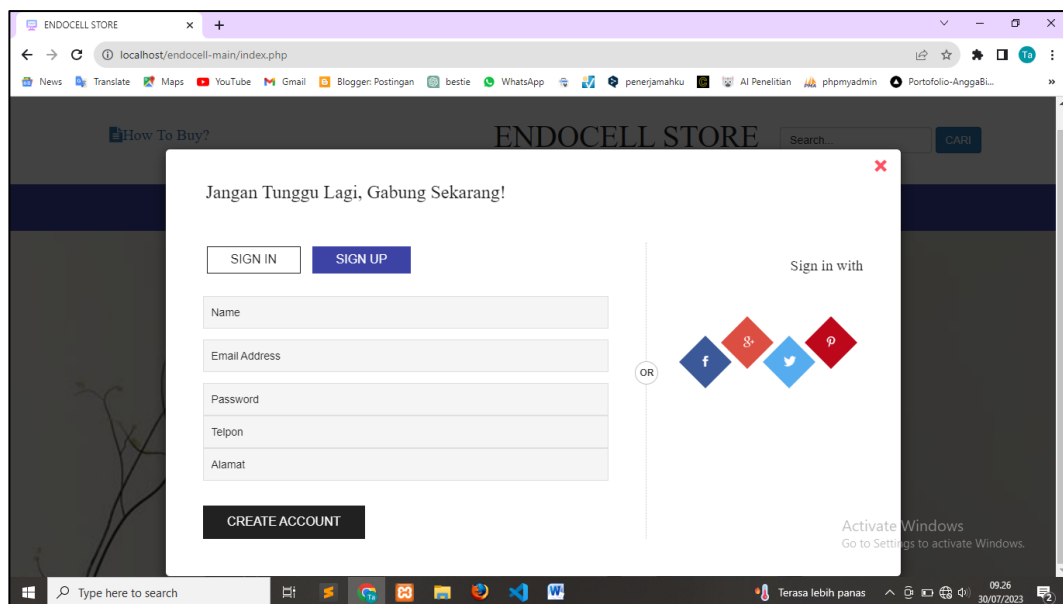 ENDOCELL STORE
localhost/endocell-main/index.php
Ta
News Translate Maps YouTube Gmail Blogger: Postingan bestie WhatsApp penerjamahku AI Penelitian phpmyadmin Portofolio-AnggaBi... »
How To Buy?
ENDOCELL STORE
Search...
CARI
Jangan Tunggu Lagi, Gabung Sekarang!
SIGN IN SIGN UP
Sign in with
Name
Email Address
OR
Password
Telpon
Alamat
CREATE ACCOUNT
Activate Windows
Go to Settings to activate Windows.
Type here to search
Terasa lebih panas
09.26
30/07/2023